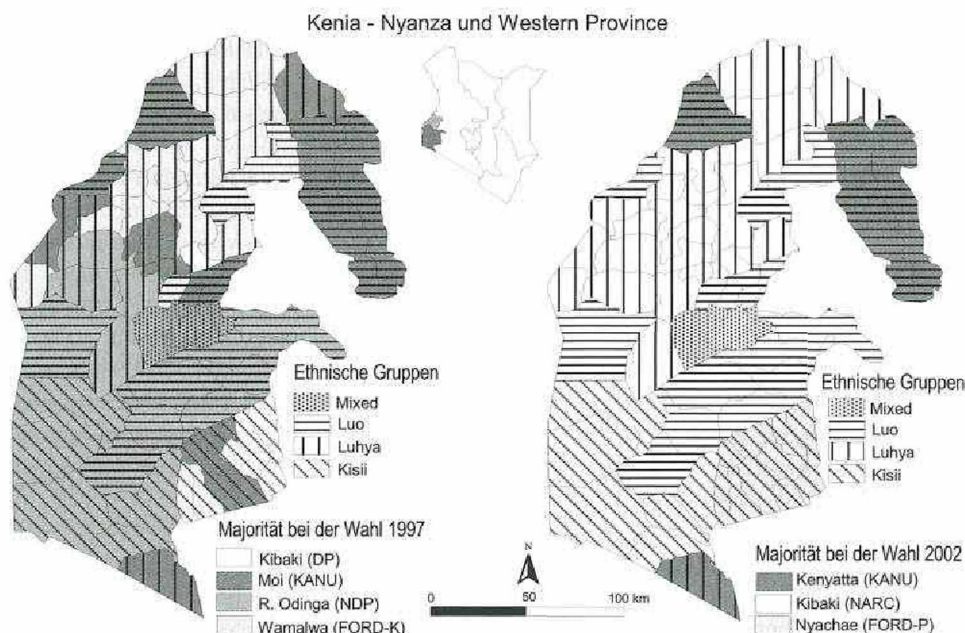 Kenia - Nyanza und Western Province
Ethnische Gruppen
Mixed
Luo
Luhya
Kisii
Majorität bei der Wahl 1997
Kibaki (DP)
Moi (KANU)
R. Odinga (NDP)
Wamalwa (FORD-K)
N
0 50 100 km
Ethnische Gruppen
Mixed
Luo
Luhya
Kisii
Majorität bei der Wahl 2002
Kenyatta (KANU)
Kibaki (NARC)
Nyachae (FORD-P)